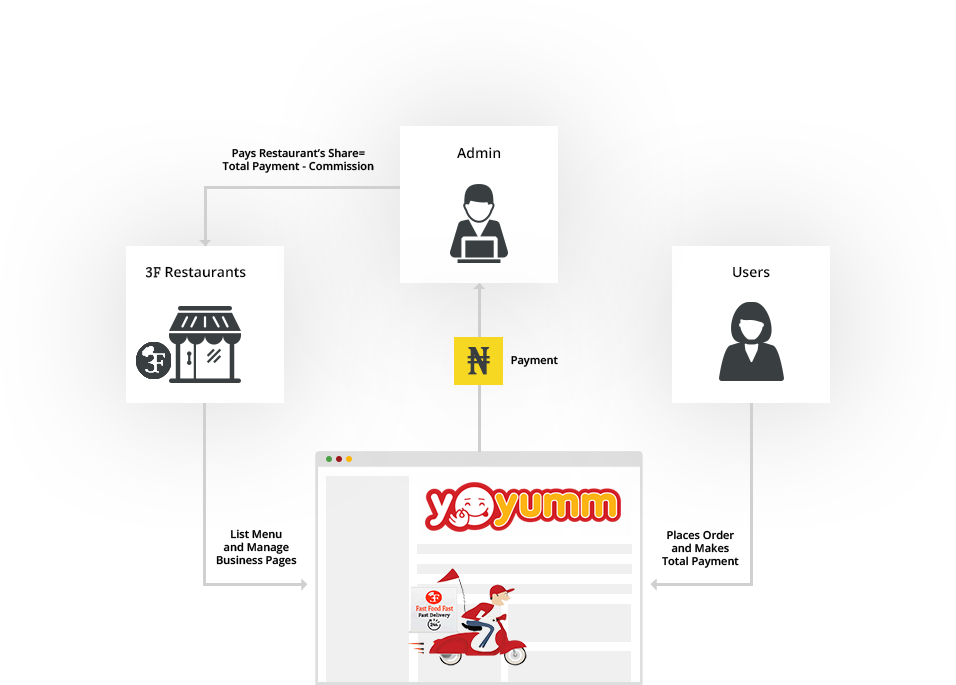 Pays Restaurant's Share=
Total Payment - Commission
Admin
3F Restaurants
3F
Users
₦
Payment
List Menu
and Manage
Business Pages
yoyumm
Places Order
and Makes
Total Payment
3F
Fast Food Fast
Fast Delivery